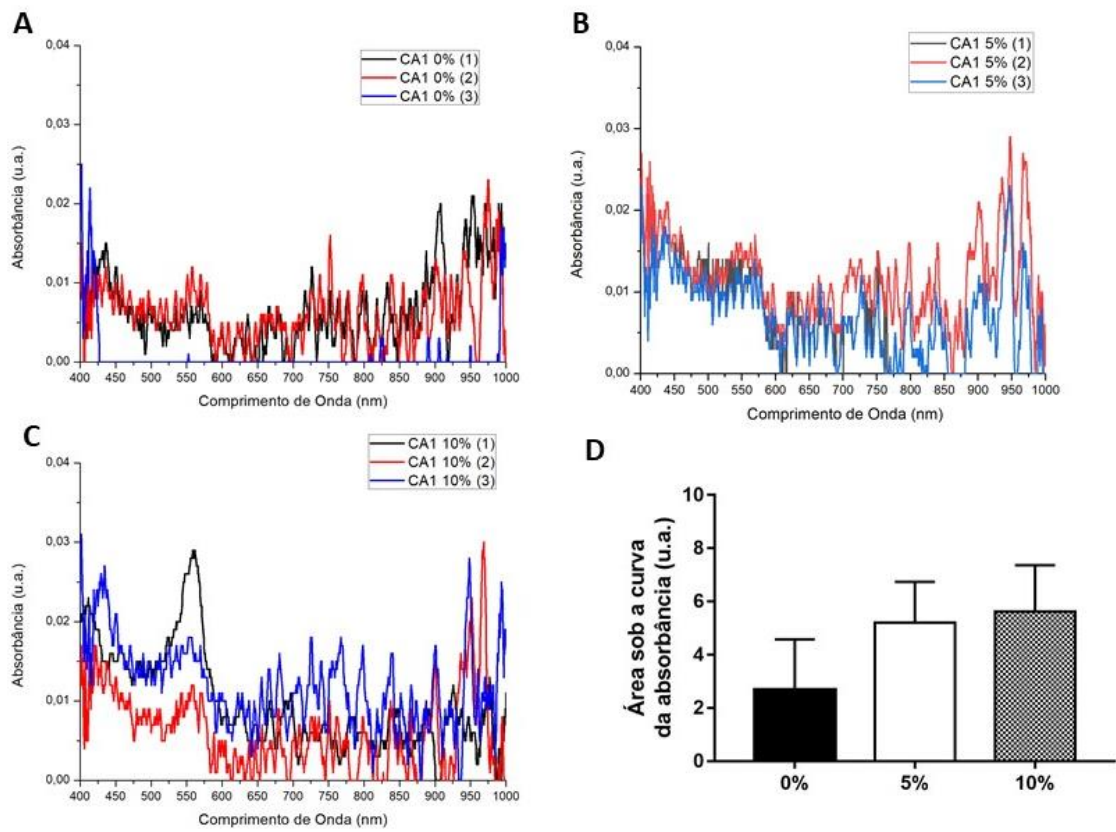 A
0,04
0,03
0,02
0,01
0,00
Absorbância (u.a.)
CA1 0% (1)
CA1 0% (2)
CA1 0% (3)
400 450 500 550 600 650 700 750 800 850 900 950 1000
Comprimento de Onda (nm)
B
0,04
0,03
0,02
0,01
0,00
Absorbância (u.a.)
CA1 5% (1)
CA1 5% (2)
CA1 5% (3)
400 450 500 550 600 650 700 750 800 850 900 950 1000
Comprimento de Onda (nm)
C
0,04
0,03
0,02
0,01
0,00
Absorbância (u.a.)
CA1 10% (1)
CA1 10% (2)
CA1 10% (3)
400 450 500 550 600 650 700 750 800 850 900 950 1000
Comprimento de Onda (nm)
D
Área sob a curva
da absorbância (u.a.)
10
8
6
4
2
0
0% 5% 10%